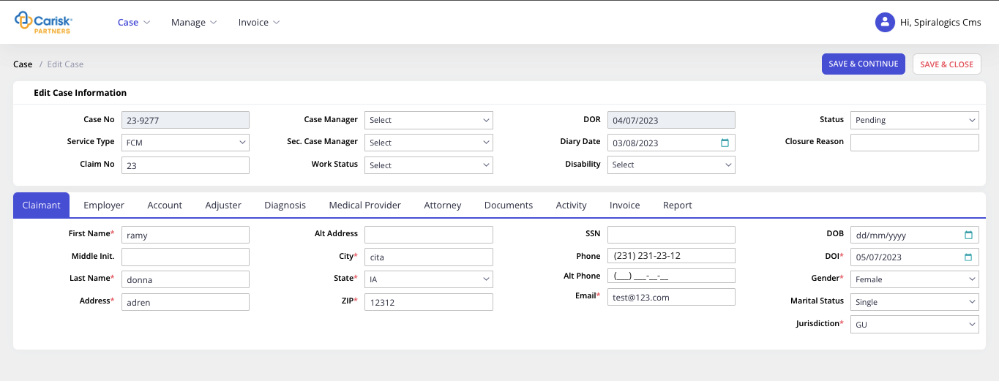 Carisk
PARTNERS
Case Manage Invoice Hi, Spiralogics Cms
Case / Edit Case SAVE & CONTINUE SAVE & CLOSE
Edit Case Information
Case No 23-9277 Case Manager Select DOR 04/07/2023 Status Pending
Service Type FCM Sec. Case Manager Select Diary Date 03/08/2023 Closure Reason
Claim No 23 Work Status Select Disability Select
Claimant Employer Account Adjuster Diagnosis Medical Provider Attorney Documents Activity Invoice Report
First Name* ramy Alt Address SSN DOB dd/mm/yyyy
Middle Init. City* cita Phone (231) 231-23-12 DOI* 05/07/2023
Last Name* donna State* IA Alt Phone (___) ___-__-__ Gender* Female
Address* adren ZIP* 12312 Email* test@123.com Marital Status Single
Jurisdiction* GU